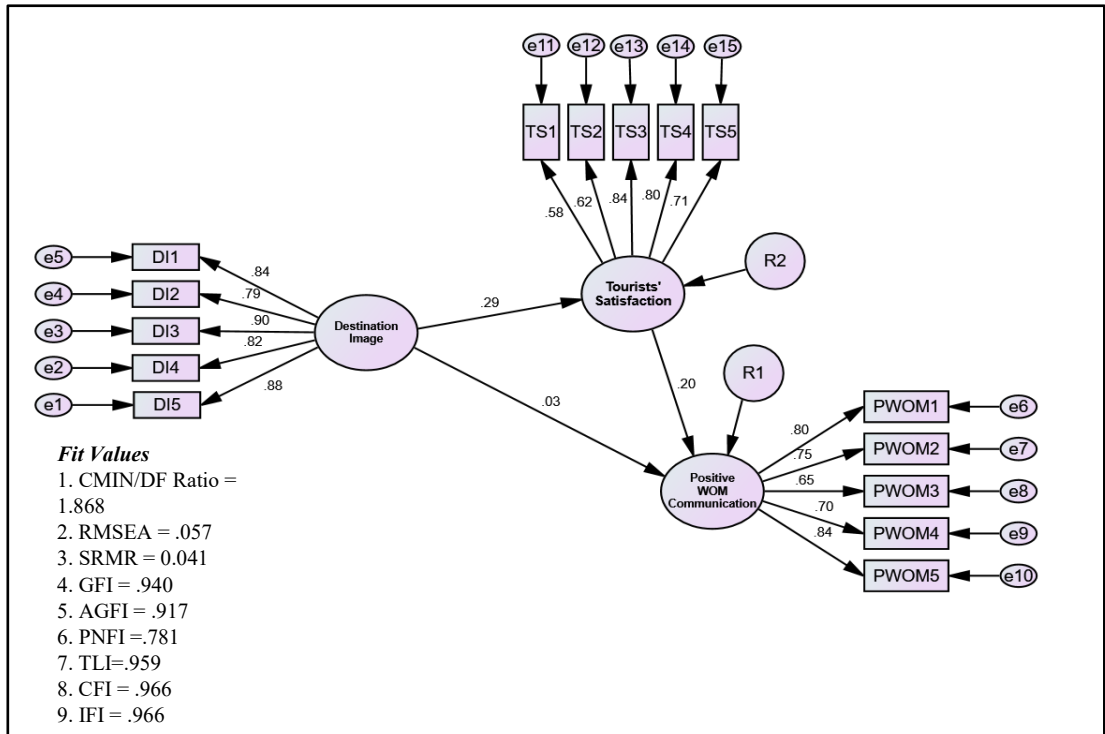 e11 e12 e13 e14 e15
TS1 TS2 TS3 TS4 TS5
.58 .62 .84 .80 .71
R2
Tourists'
Satisfaction
e5 DI1
e4 DI2
e3 DI3
e2 DI4
e1 DI5
.84
.79
.90
.82
.88
Destination
Image
.29
.03
.20
R1
Positive
WOM
Communication
.80
.75
.65
.70
.84
PWOM1 e6
PWOM2 e7
PWOM3 e8
PWOM4 e9
PWOM5 e10
Fit Values
1. CMIN/DF Ratio =
1.868
2. RMSEA = .057
3. SRMR = 0.041
4. GFI = .940
5. AGFI = .917
6. PNFI =.781
7. TLI=.959
8. CFI = .966
9. IFI = .966